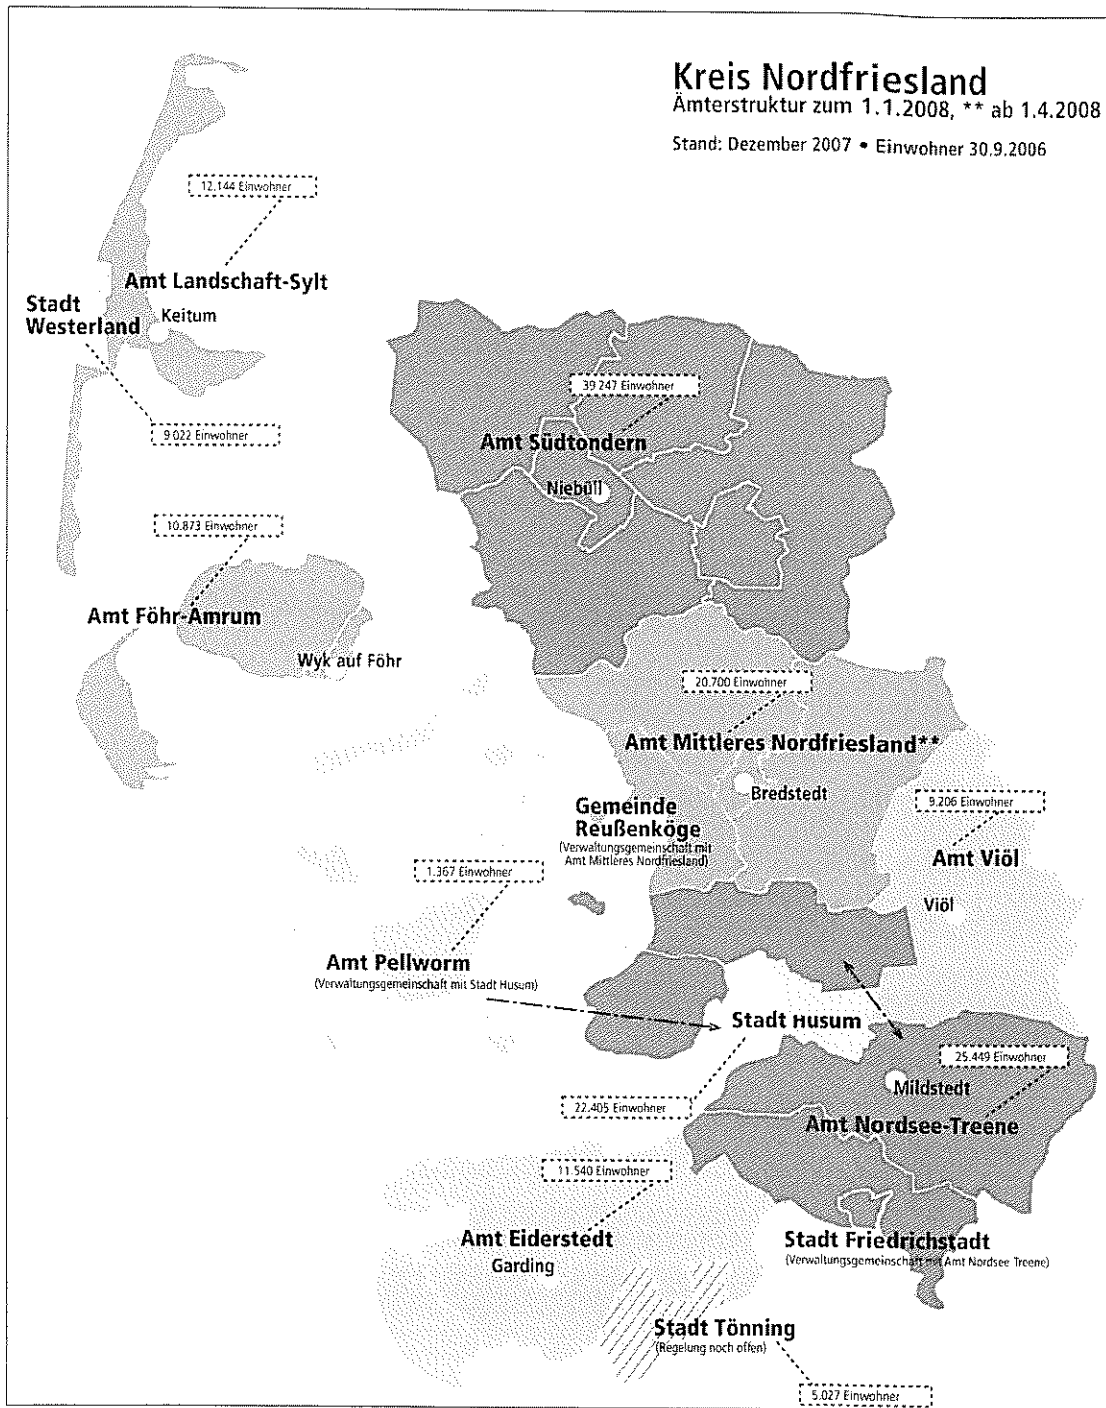 Kreis Nordfriesland
Ämterstruktur zum 1.1.2008, ** ab 1.4.2008
Stand: Dezember 2007 • Einwohner 30.9.2006
12.144 Einwohner
Amt Landschaft-Sylt
Stadt
Westerland
Keitum
9 022 Einwohner
39 247 Einwohner
Amt Südtondern
Niebüll
10.873 Einwohner
Amt Föhr-Amrum
Wyk auf Föhr
20.700 Einwohner
Amt Mittleres Nordfriesland**
Bredstedt
Gemeinde
Reußenköge
(Verwaltungsgemeinschaft mit
Amt Mittleres Nordfriesland)
9.206 Einwohner
Amt Viöl
Viöl
1.367 Einwohner
Amt Pellworm
(Verwaltungsgemeinschaft mit Stadt Husum)
Stadt Husum
22.405 Einwohner
25.449 Einwohner
Mildstedt
Amt Nordsee-Treene
11.540 Einwohner
Amt Eiderstedt
Garding
Stadt Friedrichstadt
(Verwaltungsgemeinschaft mit Amt Nordsee Treene)
Stadt Tönning
(Regelung noch offen)
5.027 Einwohner